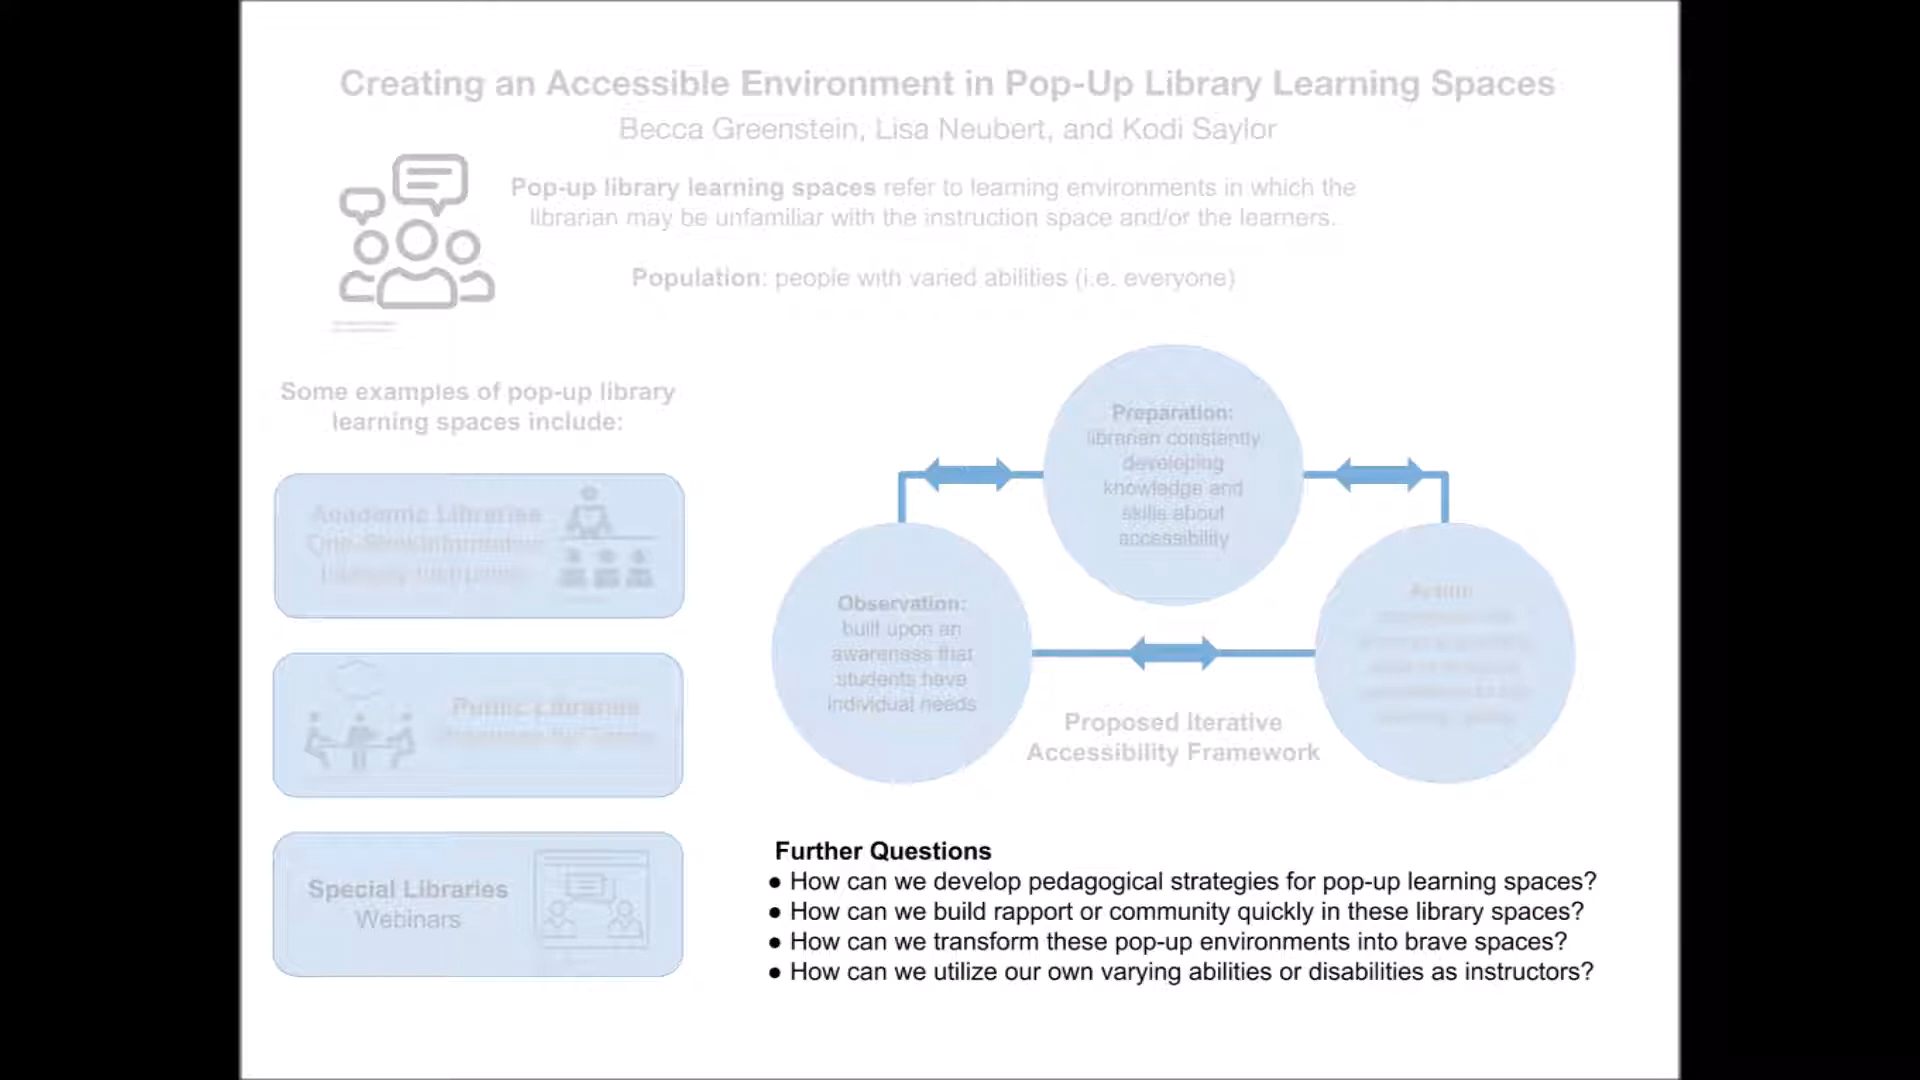 Creating an Accessible Environment in Pop-Up Library Learning Spaces
Becca Greenstein, Lisa Neubert, and Kodi Saylor
Pop-up library learning spaces refer to learning environments in which the
librarian may be unfamiliar with the instruction space and/or the learners.
Population: people with varied abilities (i.e. everyone)
Some examples of pop-up library
learning spaces include:
Academic Libraries
Public Libraries
Special Libraries
Webinars
Preparation:
librarian constantly
developing
knowledge and
skills about
accessibility
Observation:
built upon an
awareness that
students have
individual needs
Action:
Proposed Iterative
Accessibility Framework
Further Questions
● How can we develop pedagogical strategies for pop-up learning spaces?
● How can we build rapport or community quickly in these library spaces?
● How can we transform these pop-up environments into brave spaces?
● How can we utilize our own varying abilities or disabilities as instructors?